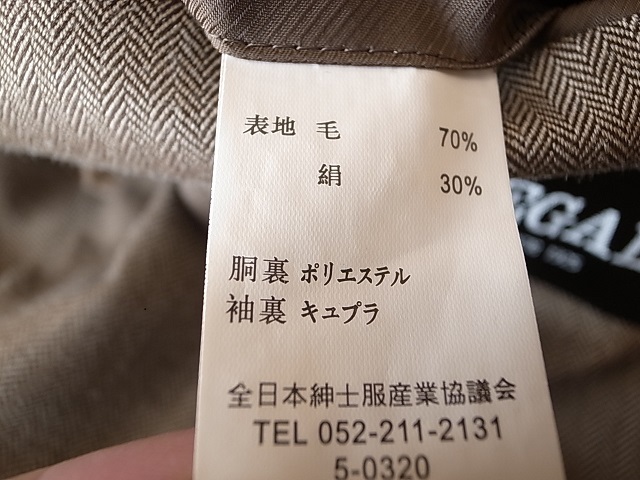 表地 毛 70%
絹 30%
胴裏 ポリエステル
袖裏 キュプラ
全日本紳士服産業協議会
TEL 052-211-2131
5-0320
EGAL